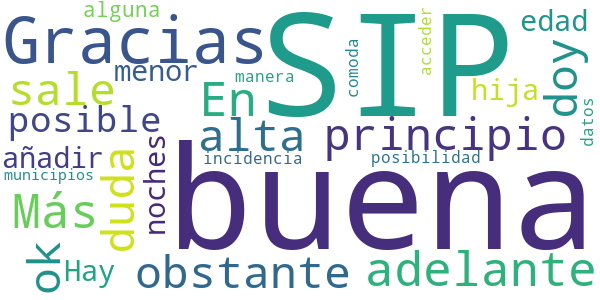 alguna
Gracias
SIP
edad
menor
manera
comoda
acceder
hija
doy
sale
En
posible
alta
principio
datos
añadir
noches
incidencia
posibilidad
municipios
duda
buena
Más
ok
Hay
obstante
adelante